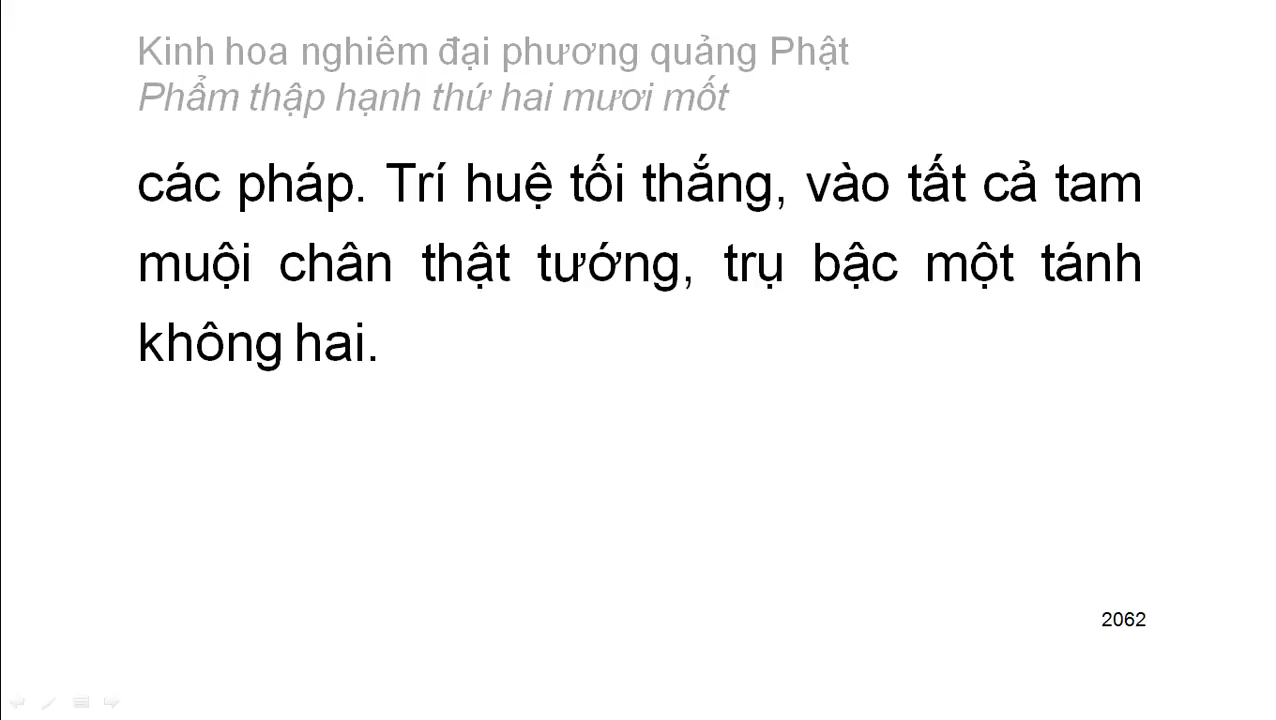 Kinh hoa nghiêm đại phương quảng Phật
Phẩm thập hạnh thứ hai mươi mốt
các pháp. Trí huệ tối thắng, vào tất cả tam
muội chân thật tướng, trụ bậc một tánh
không hai.
2062